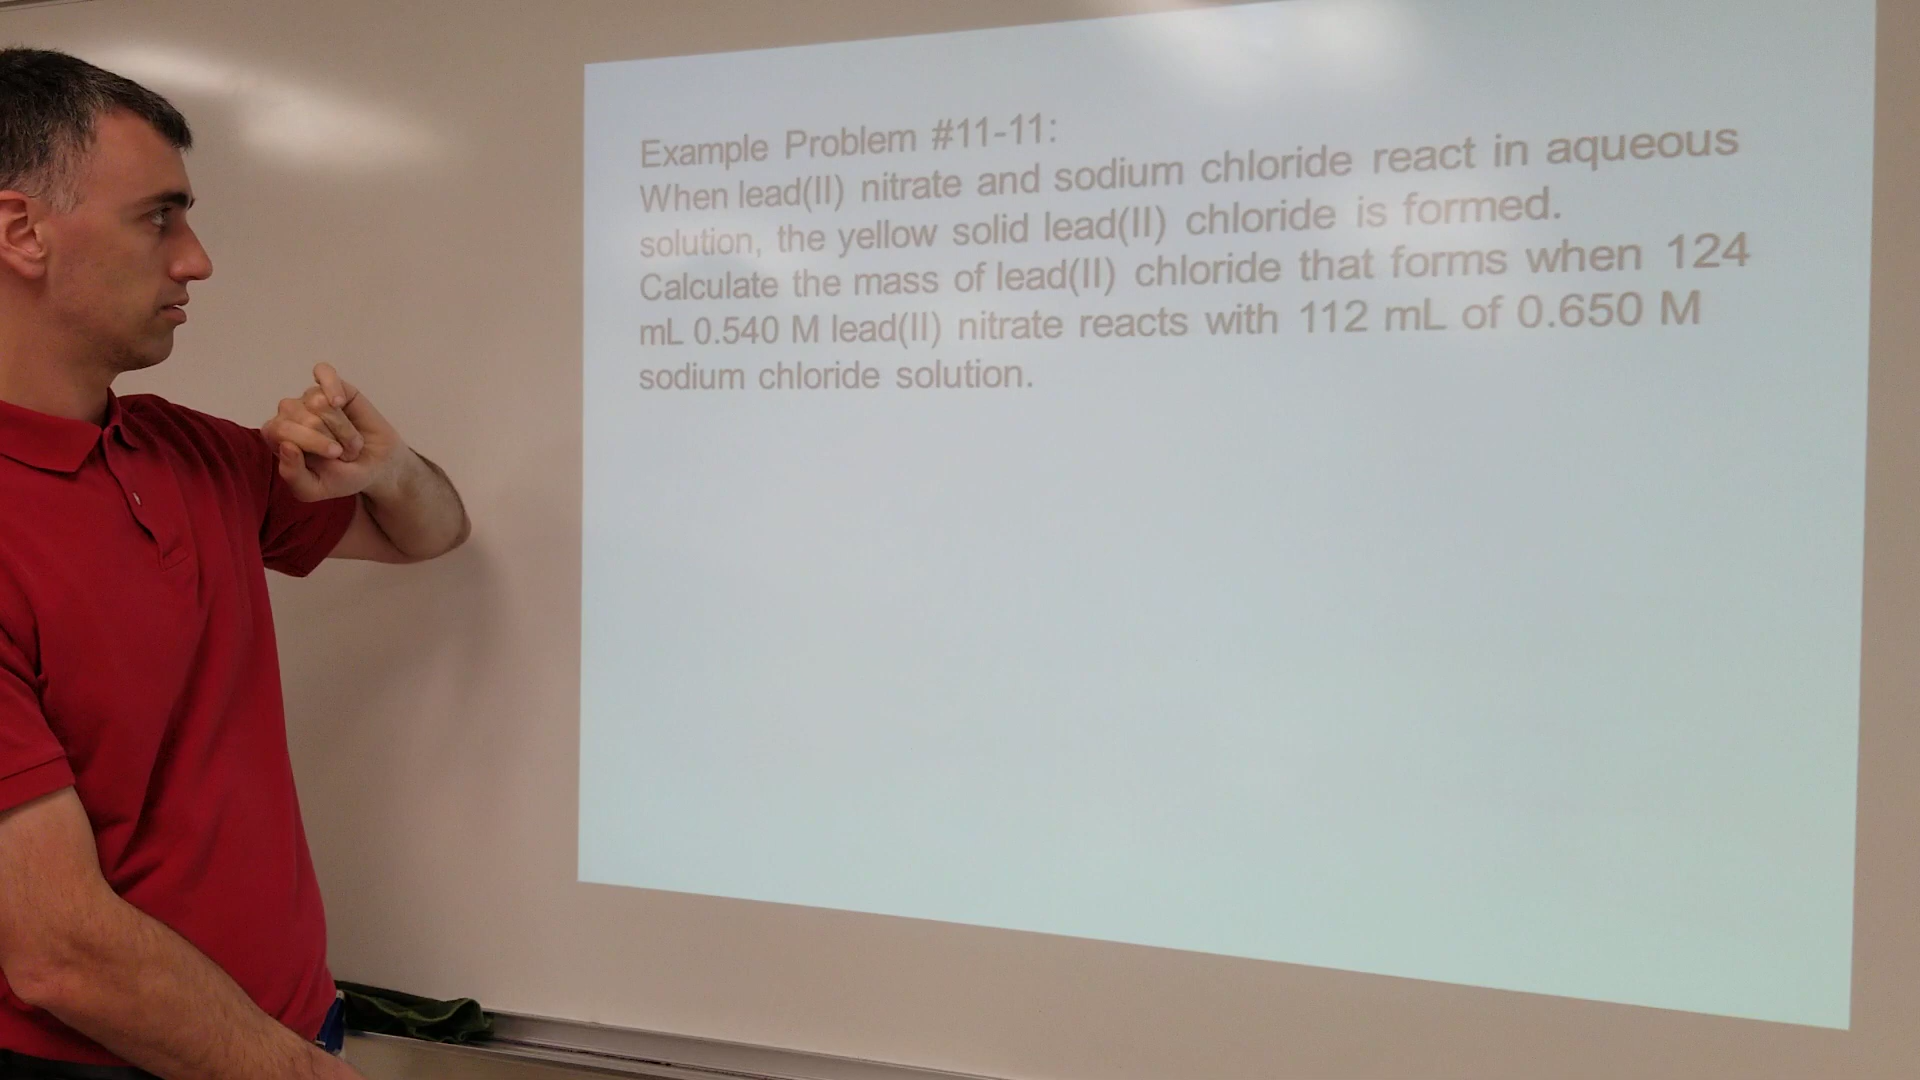 Example Problem #11-11:
When lead(II) nitrate and sodium chloride react in aqueous
solution, the yellow solid lead(II) chloride is formed.
Calculate the mass of lead(II) chloride that forms when 124
mL 0.540 M lead(II) nitrate reacts with 112 mL of 0.650 M
sodium chloride solution.